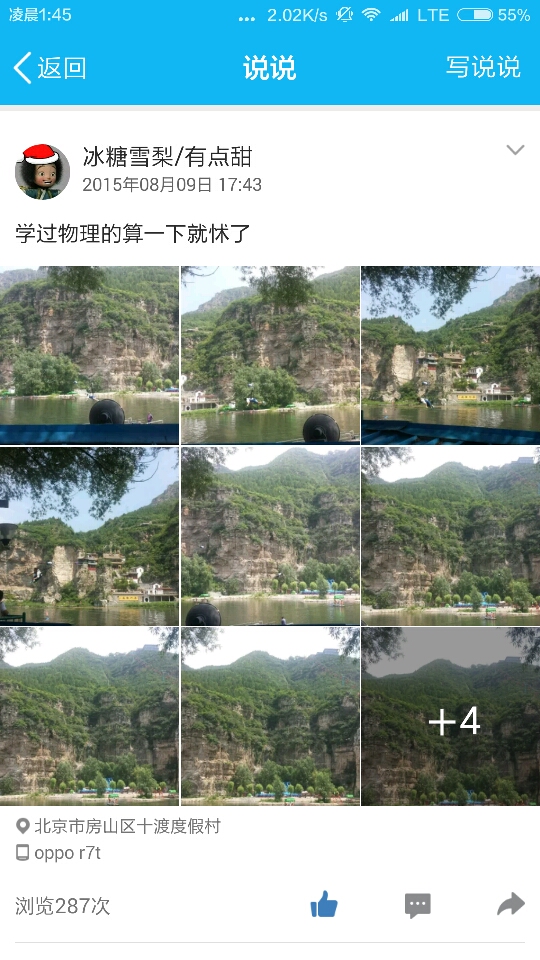 凌晨1:45 ... 2.02K/s LTE 55%
返回 说说 写说说
冰糖雪梨/有点甜
2015年08月09日 17:43
学过物理的算一下就怵了
+4
北京市房山区十渡度假村
oppo r7t
浏览287次